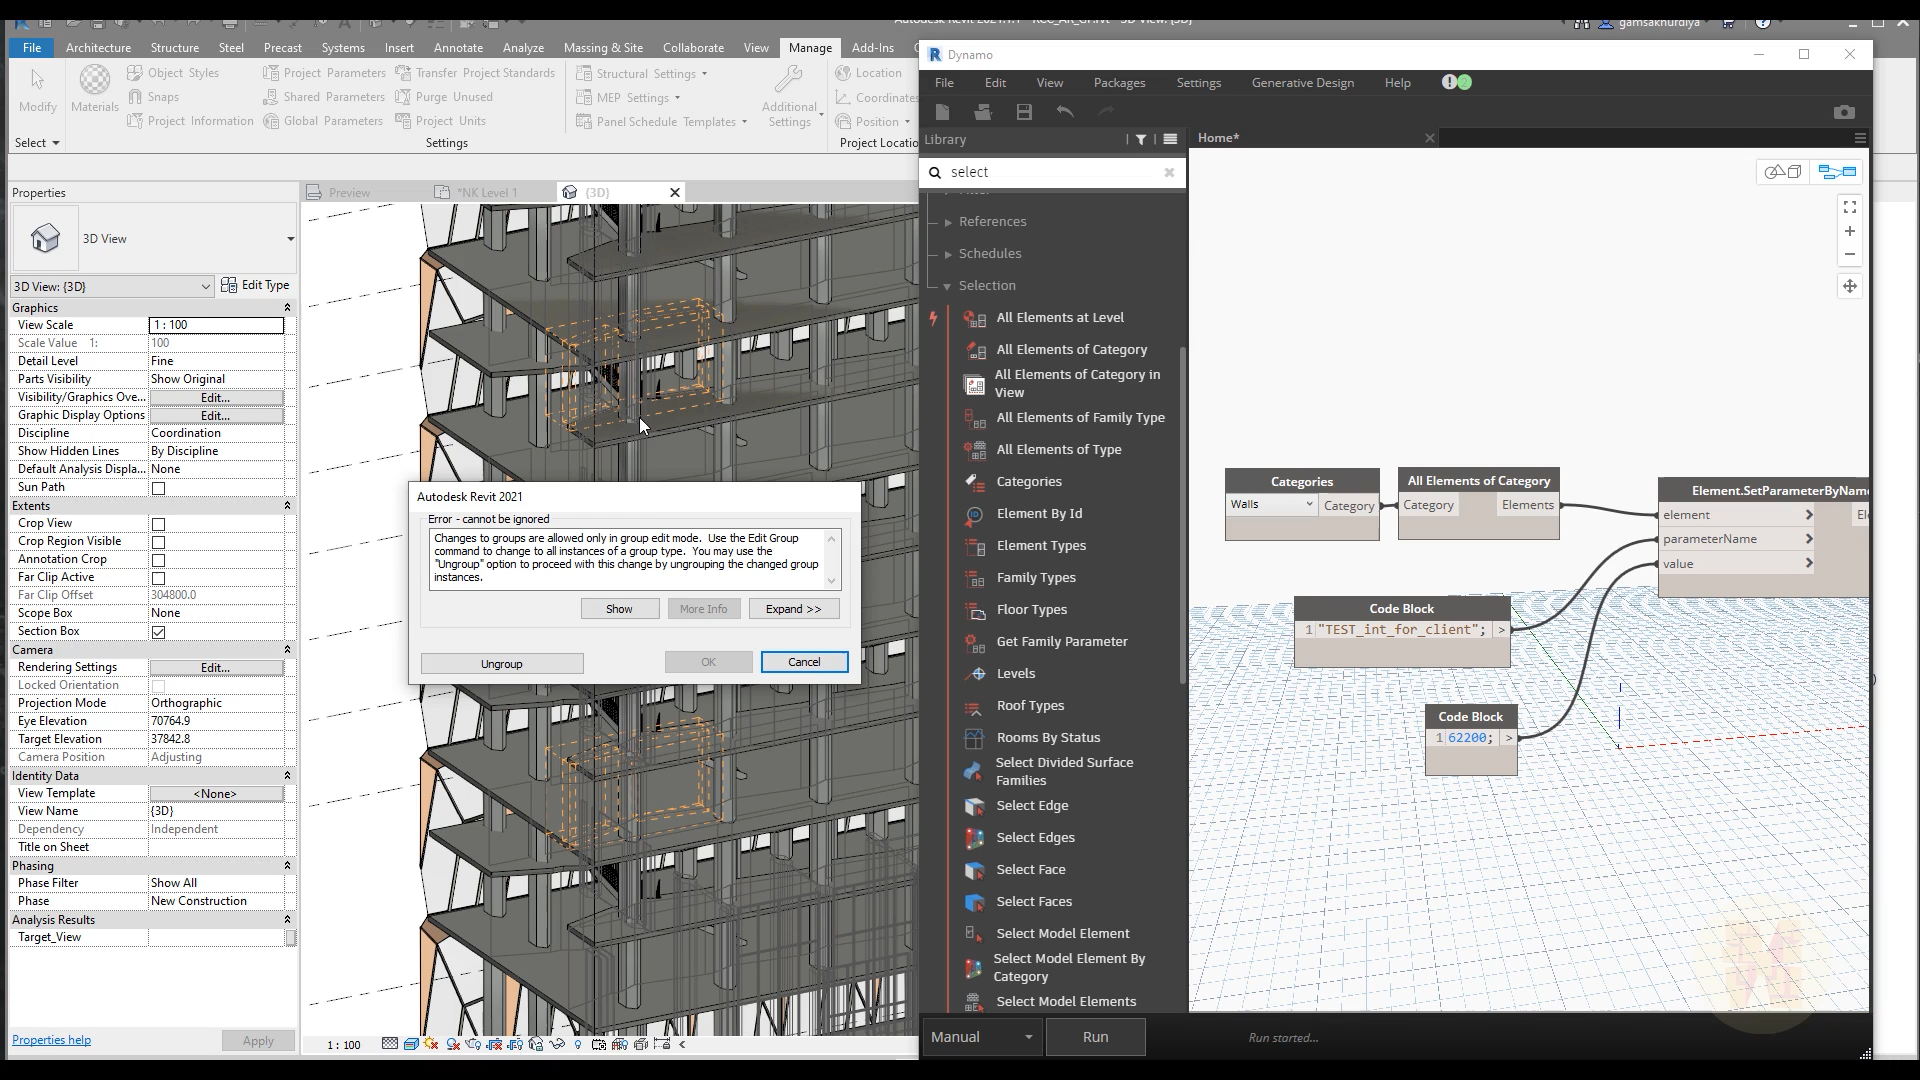 gamsaknurdiya
File Architecture Structure Steel Precast Systems Insert Annotate Analyze Massing & Site Collaborate View Manage Add-Ins
Modify
Materials
Object Styles
Snaps
Project Information
Project Parameters
Shared Parameters
Global Parameters
Transfer Project Standards
Purge Unused
Project Units
Structural Settings
MEP Settings
Panel Schedule Templates
Additional Settings
Location
Coordinates
Position
Select
Settings
Project Locatio
Properties
3D View
3D View: {3D}
Edit Type
Graphics
View Scale 1 : 100
Scale Value 1: 100
Detail Level Fine
Parts Visibility Show Original
Visibility/Graphics Ove... Edit...
Graphic Display Options Edit...
Discipline Coordination
Show Hidden Lines By Discipline
Default Analysis Displa... None
Sun Path
Extents
Crop View
Crop Region Visible
Annotation Crop
Far Clip Active
Far Clip Offset 304800.0
Scope Box None
Section Box
Camera
Rendering Settings Edit...
Locked Orientation
Projection Mode Orthographic
Eye Elevation 70764.9
Target Elevation 37842.8
Camera Position Adjusting
Identity Data
View Template <None>
View Name {3D}
Dependency Independent
Title on Sheet
Phasing
Phase Filter Show All
Phase New Construction
Analysis Results
Target_View
Properties help
Apply
Preview
*NK Level 1
{3D}
Autodesk Revit 2021
Error - cannot be ignored
Changes to groups are allowed only in group edit mode. Use the Edit Group
command to change to all instances of a group type. You may use the
"Ungroup" option to proceed with this change by ungrouping the changed group
instances.
Show More Info Expand >>
Ungroup OK Cancel
1 : 100
Dynamo
File Edit View Packages Settings Generative Design Help
Library
select
Home*
References
Schedules
Selection
All Elements at Level
All Elements of Category
All Elements of Category in
View
All Elements of Family Type
All Elements of Type
Categories
Element By Id
Element Types
Family Types
Floor Types
Get Family Parameter
Levels
Roof Types
Rooms By Status
Select Divided Surface
Families
Select Edge
Select Edges
Select Face
Select Faces
Select Model Element
Select Model Element By
Category
Select Model Elements
Categories
Walls
Category
All Elements of Category
Category Elements
Element.SetParameterByName
element >
parameterName >
value >
Code Block
1 "TEST_int_for_client"; >
Code Block
1 62200; >
Manual
Run
Run started...